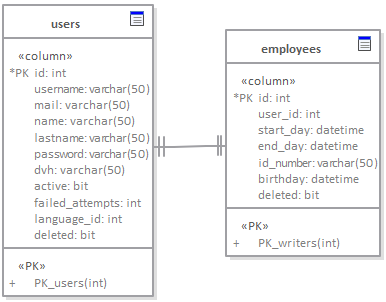 users
«column»
*PK id: int
username: varchar(50)
mail: varchar(50)
name: varchar(50)
lastname: varchar(50)
password: varchar(50)
dvh: varchar(50)
active: bit
failed_attempts: int
language_id: int
deleted: bit
«PK»
+ PK_users(int)
employees
«column»
*PK id: int
user_id: int
start_day: datetime
end_day: datetime
id_number: varchar(50)
birthday: datetime
deleted: bit
«PK»
+ PK_writers(int)